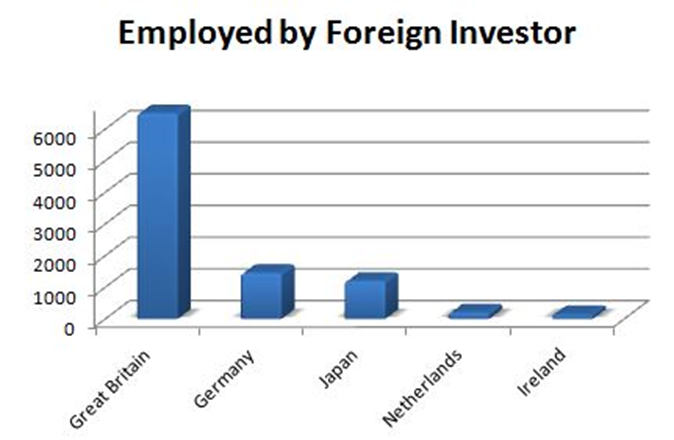 Employed by Foreign Investor
6000
5000
4000
3000
2000
1000
0
Great Britain
Germany
Japan
Netherlands
Ireland